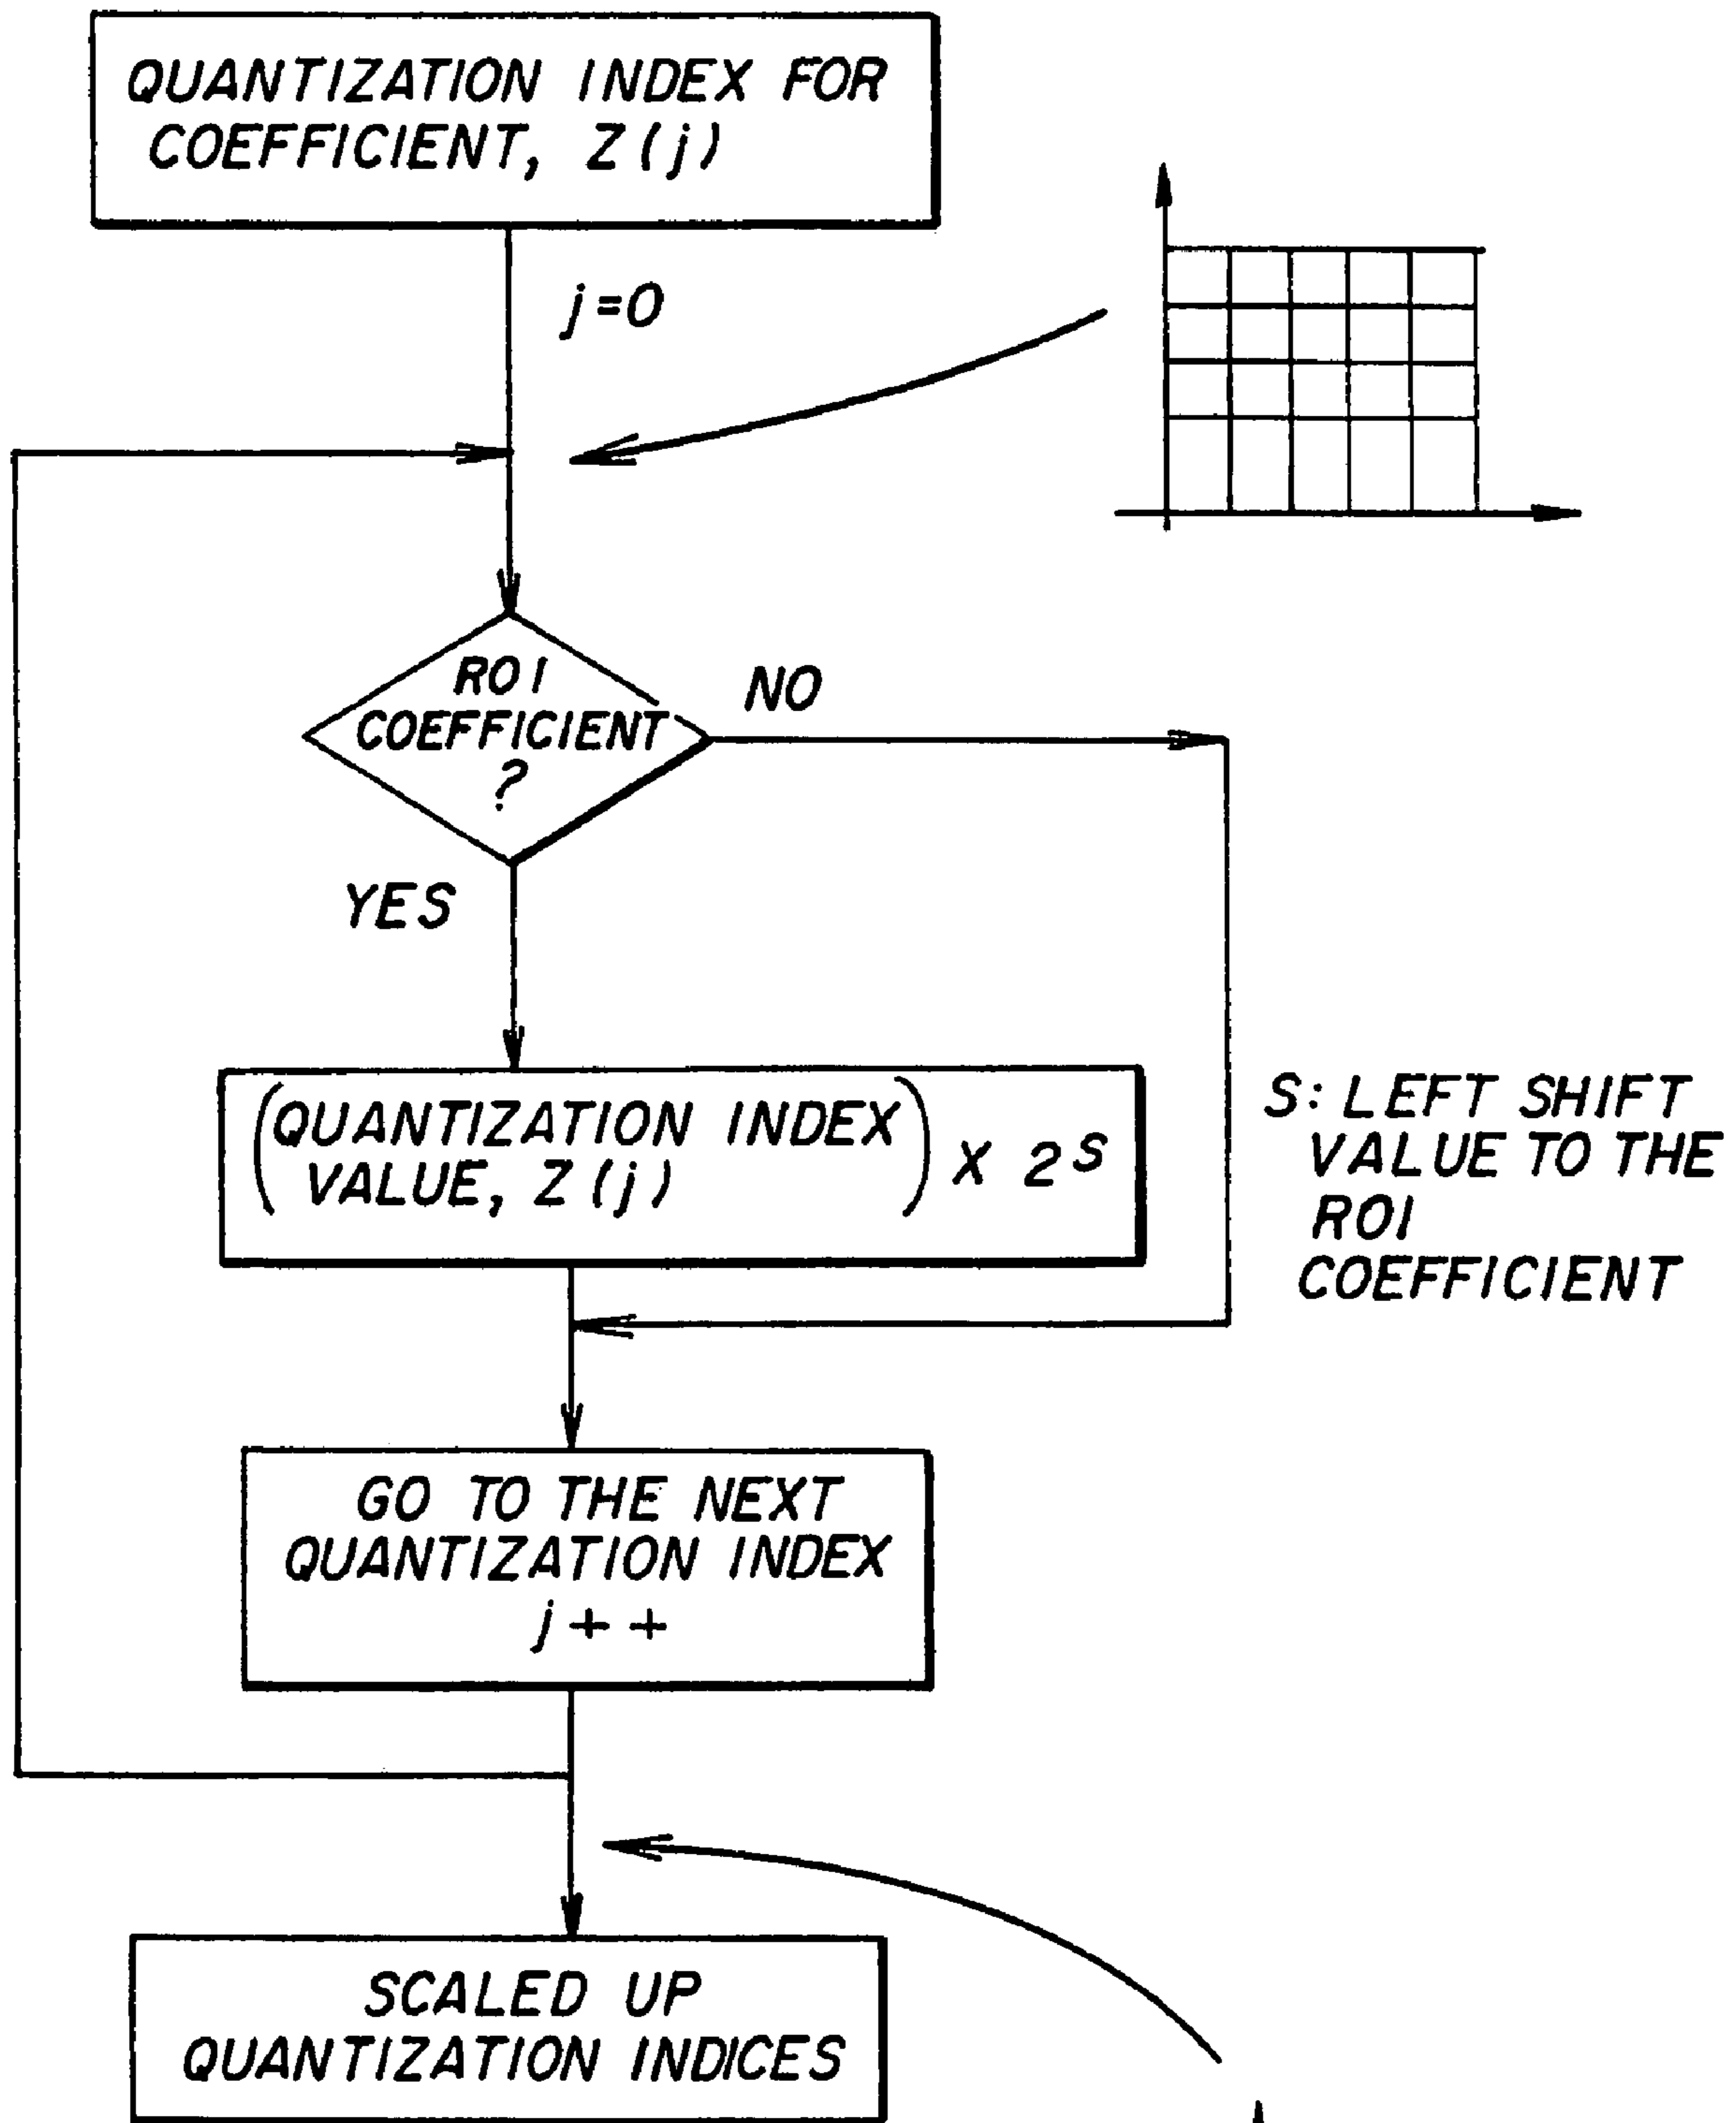 QUANTIZATION INDEX FOR
COEFFICIENT, Z(j)
j=0
ROI
COEFFICIENT
?
NO
YES
(QUANTIZATION INDEX
VALUE, Z(j)) X 2^S
S: LEFT SHIFT
VALUE TO THE
ROI
COEFFICIENT
GO TO THE NEXT
QUANTIZATION INDEX
j++
SCALED UP
QUANTIZATION INDICES